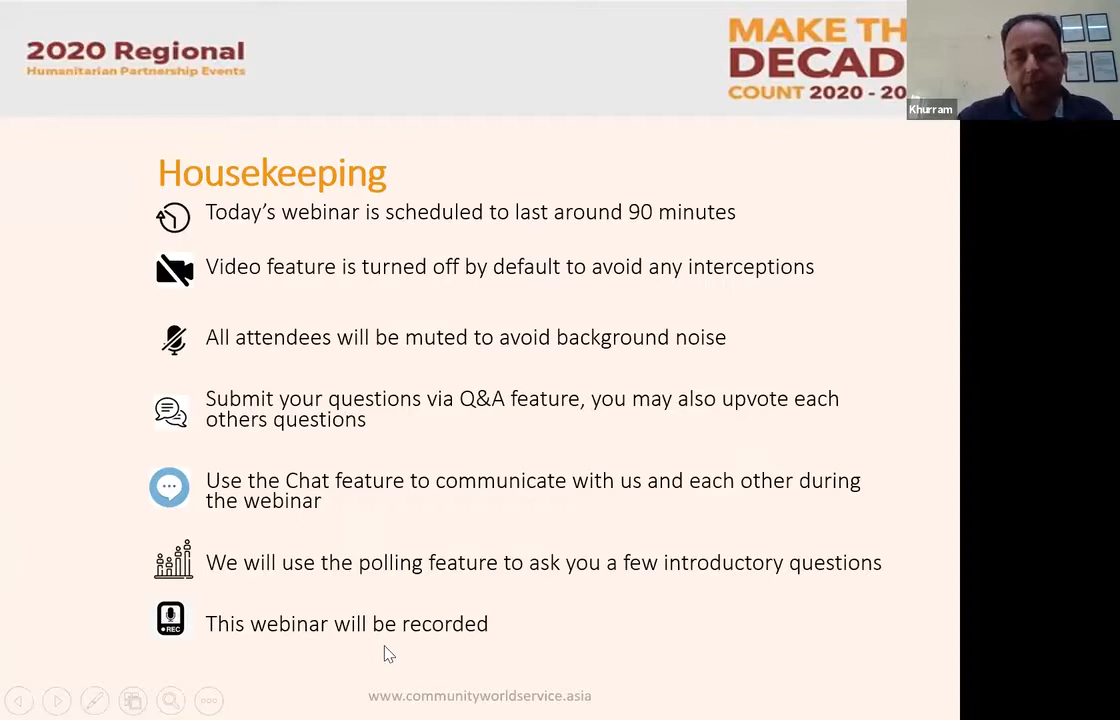 2020 Regional
Humanitarian Partnership Events
MAKE TH
DECAD
COUNT 2020 - 20
Khurram
Housekeeping
Today's webinar is scheduled to last around 90 minutes
Video feature is turned off by default to avoid any interceptions
All attendees will be muted to avoid background noise
Submit your questions via Q&A feature, you may also upvote each
others questions
Use the Chat feature to communicate with us and each other during
the webinar
We will use the polling feature to ask you a few introductory questions
REC
This webinar will be recorded
www.communityworldservice.asia